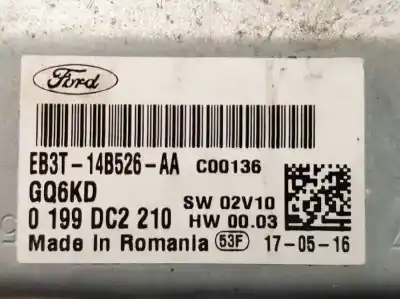 Ford
EB3T-14B526-AA C00136
GQ6KD SW 02V10
0 199 DC2 210 HW 00.03
Made in Romania 53F 17-05-16